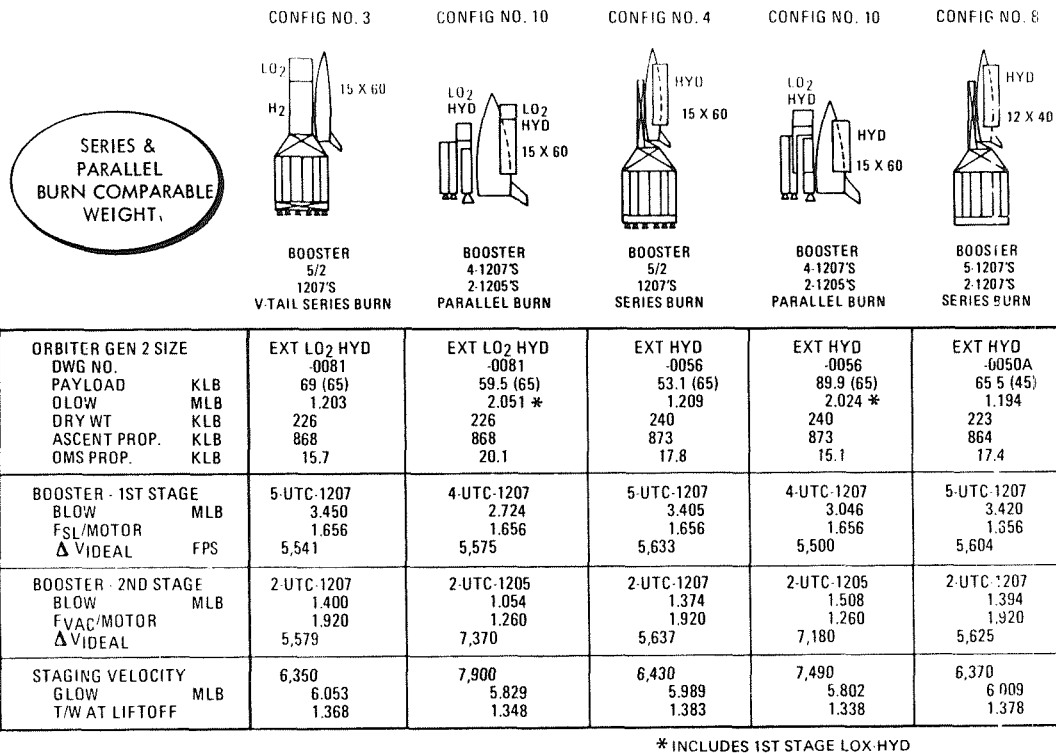 CONFIG NO. 3 CONFIG NO. 10 CONFIG NO. 4 CONFIG NO. 10 CONFIG NO. 8
LO2
H2
15 X 60
LO2
HYD
LO2
HYD
15 X 60
HYD
15 X 60
LO2
HYD
HYD
15 X 60
HYD
12 X 40
SERIES &
PARALLEL
BURN COMPARABLE
WEIGHT
BOOSTER BOOSTER BOOSTER BOOSTER BOOSTER
5/2 4-1207'S 5/2 4-1207'S 5-1207'S
1207'S 2-1205'S 1207'S 2-1205'S 2-1207'S
V-TAIL SERIES BURN PARALLEL BURN SERIES BURN PARALLEL BURN SERIES BURN
ORBITER GEN 2 SIZE EXT LO2 HYD EXT LO2 HYD EXT HYD EXT HYD EXT HYD
DWG NO. -0081 -0081 -0056 -0056 -0050A
PAYLOAD KLB 69 (65) 59.5 (65) 53.1 (65) 89.9 (65) 65 5 (45)
OLOW MLB 1.203 2.051 * 1.209 2.024 * 1.194
DRY WT KLB 226 226 240 240 223
ASCENT PROP. KLB 868 868 873 873 864
OMS PROP. KLB 15.7 20.1 17.8 15.1 17.4
BOOSTER - 1ST STAGE 5-UTC-1207 4-UTC-1207 5-UTC-1207 4-UTC-1207 5-UTC-1207
BLOW MLB 3.450 2.724 3.405 3.046 3.420
FSL/MOTOR 1.656 1.656 1.656 1.656
Δ VIDEAL FPS 5,541 5,575 5,633 5,500 5,604
BOOSTER - 2ND STAGE 2-UTC-1207 2-UTC-1205 2-UTC-1207 2-UTC-1205 2-UTC-1207
BLOW MLB 1.400 1.054 1.374 1.508 1.394
FVAC/MOTOR 1.920 1.260 1.920 1.260 1.920
Δ VIDEAL 5,579 7,370 5,637 7,180 5,625
STAGING VELOCITY 6,350 7,900 6,430 7,490 6,370
GLOW MLB 6.053 5.829 5.989 5.802 6 009
T/W AT LIFTOFF 1.368 1.348 1.383 1.338 1.378
* INCLUDES 1ST STAGE LOX-HYD